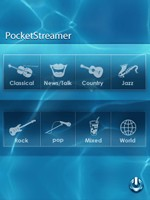 PocketStreamer
Classical News/Talk Country Jazz
Rock pop Mixed World